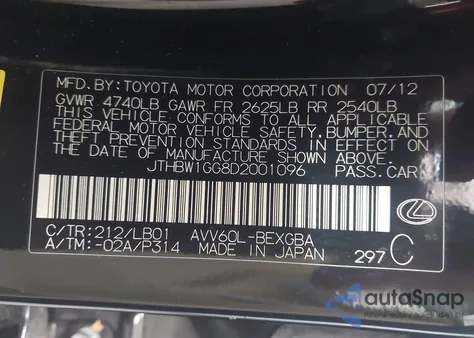 MFD.BY:TOYOTA MOTOR CORPORATION 07/12
GVWR 4740LB GAWR FR 2625LB RR 2540LB
THIS VEHICLE CONFORMS TO ALL APPLICABLE
FEDERAL MOTOR VEHICLE SAFETY,BUMPER,AND
THEFT PREVENTION STANDARDS IN EFFECT ON
THE DATE OF MANUFACTURE SHOWN ABOVE.
JTHBW1GG8D2001096 PASS.CAR
C/TR:212/LB01 AVV60L-BEXGBA
A/TM:-02A/P314 MADE IN JAPAN 297 C
autoSnap